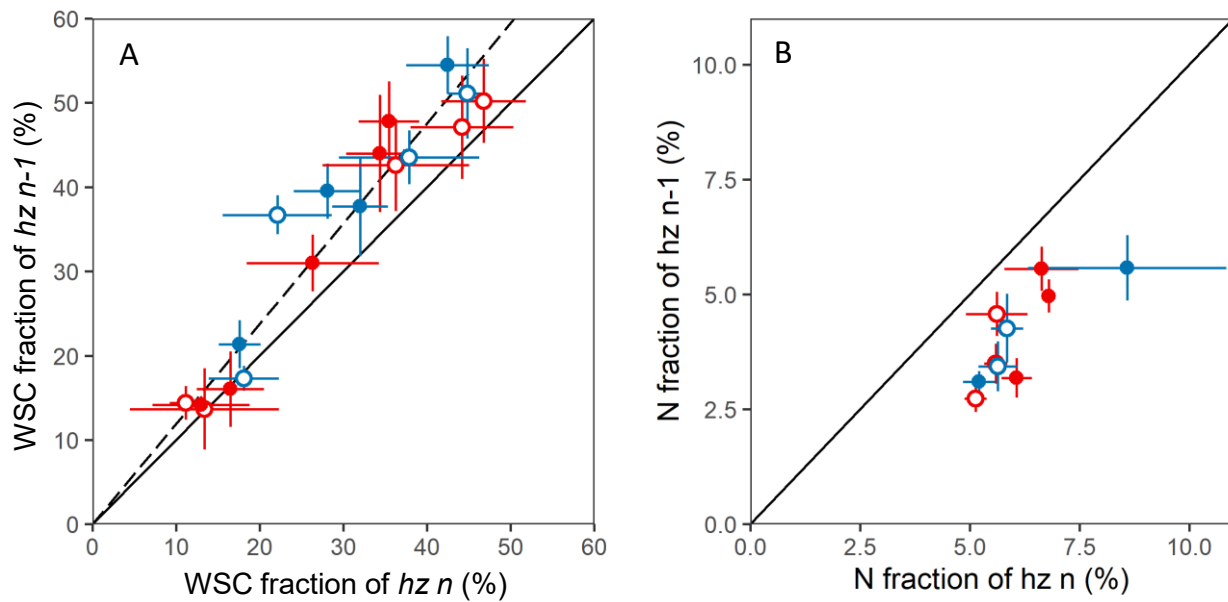 A
WSC fraction of hz n-1 (%)
60
50
40
30
20
10
0
0 10 20 30 40 50 60
WSC fraction of hz n (%)
B
N fraction of hz n-1 (%)
10.0
7.5
5.0
2.5
0.0
0.0 2.5 5.0 7.5 10.0
N fraction of hz n (%)